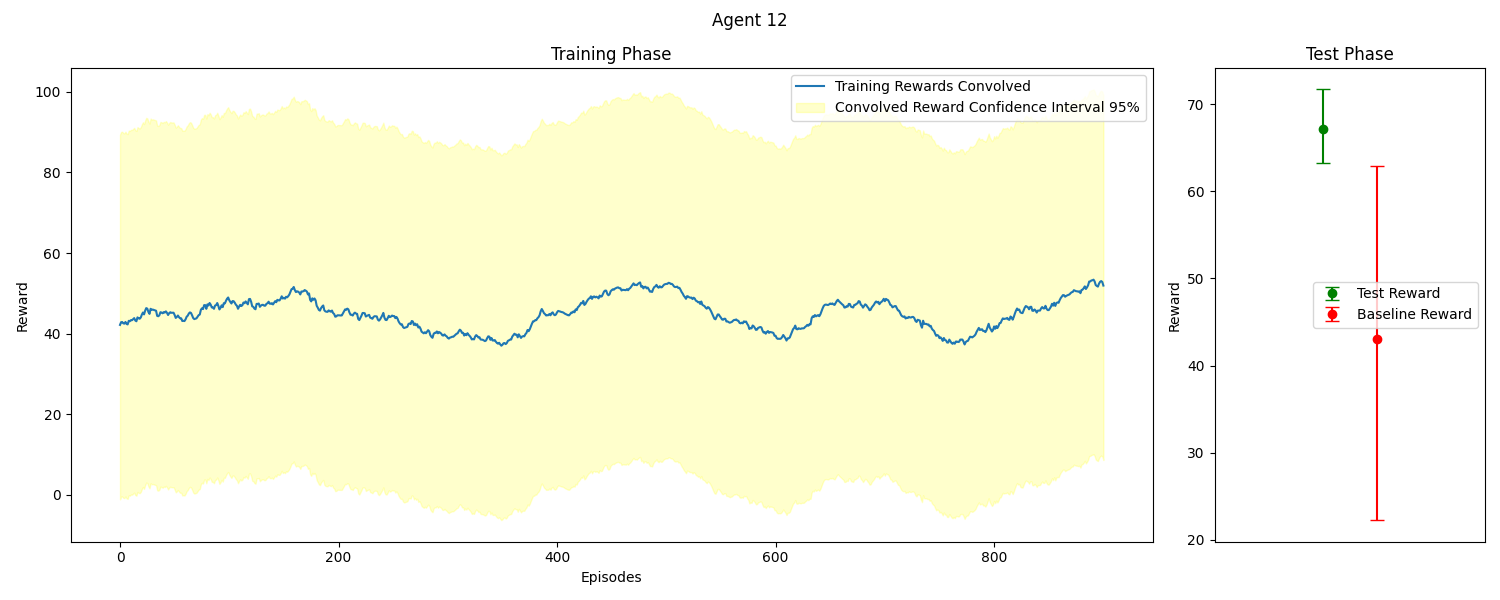 Agent 12
Training Phase
Training Rewards Convolved
Convolved Reward Confidence Interval 95%
100
80
60
40
20
0
Reward
0 200 400 600 800
Episodes
Test Phase
70
60
50
40
30
20
Reward
Test Reward
Baseline Reward